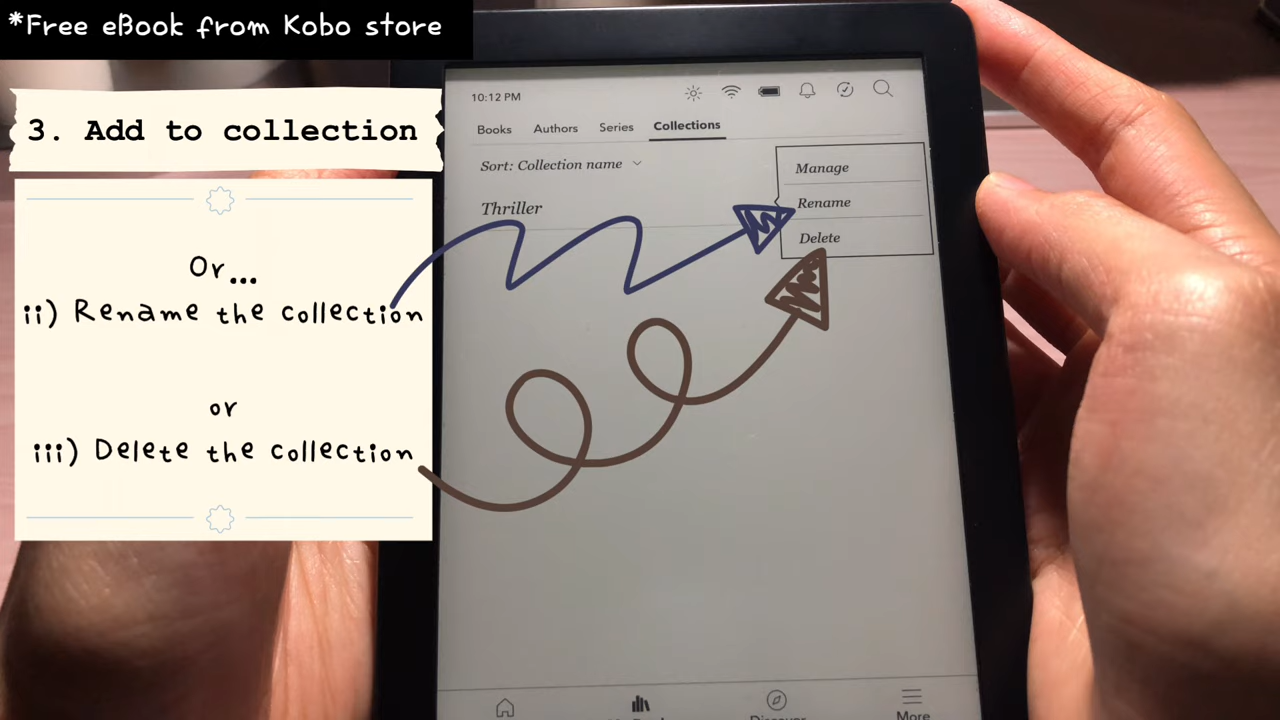 *Free eBook from Kobo store
3. Add to collection
Or...
ii) Rename the collection
or
iii) Delete the collection
10:12 PM
Books Authors Series Collections
Sort: Collection name
Manage
Thriller
Rename
Delete
Discover
More